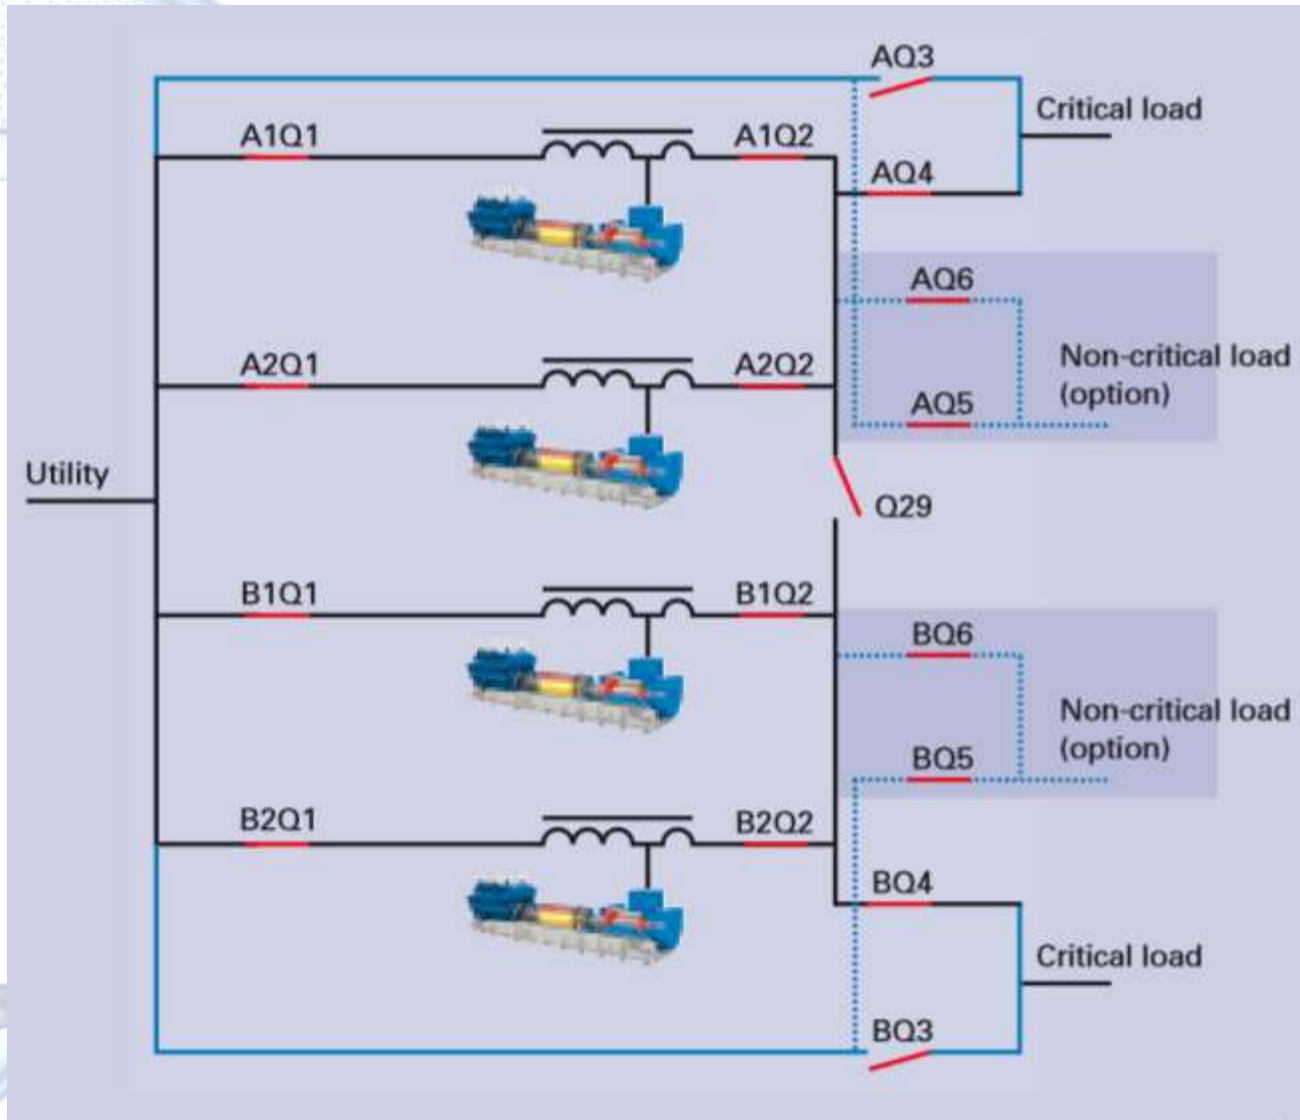 AQ3
Critical load
A1Q1
A1Q2
AQ4
AQ6
Non-critical load
(option)
A2Q1
A2Q2
AQ5
Utility
Q29
B1Q1
B1Q2
BQ6
Non-critical load
(option)
BQ5
B2Q1
B2Q2
BQ4
Critical load
BQ3